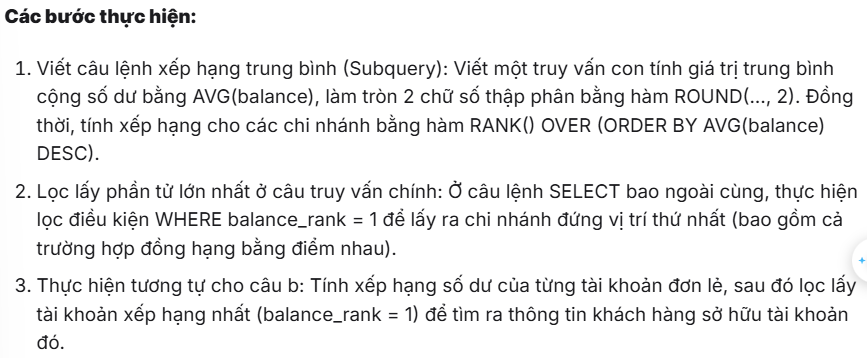 Các bước thực hiện:
1. Viết câu lệnh xếp hạng trung bình (Subquery): Viết một truy vấn con tính giá trị trung bình
cộng số dư bằng AVG(balance), làm tròn 2 chữ số thập phân bằng hàm ROUND(..., 2). Đồng
thời, tính xếp hạng cho các chi nhánh bằng hàm RANK() OVER (ORDER BY AVG(balance)
DESC).
2. Lọc lấy phần tử lớn nhất ở câu truy vấn chính: Ở câu lệnh SELECT bao ngoài cùng, thực hiện
lọc điều kiện WHERE balance_rank = 1 để lấy ra chi nhánh đứng vị trí thứ nhất (bao gồm cả
trường hợp đồng hạng bằng điểm nhau).
3. Thực hiện tương tự cho câu b: Tính xếp hạng số dư của từng tài khoản đơn lẻ, sau đó lọc lấy
tài khoản xếp hạng nhất (balance_rank = 1) để tìm ra thông tin khách hàng sở hữu tài khoản
đó.